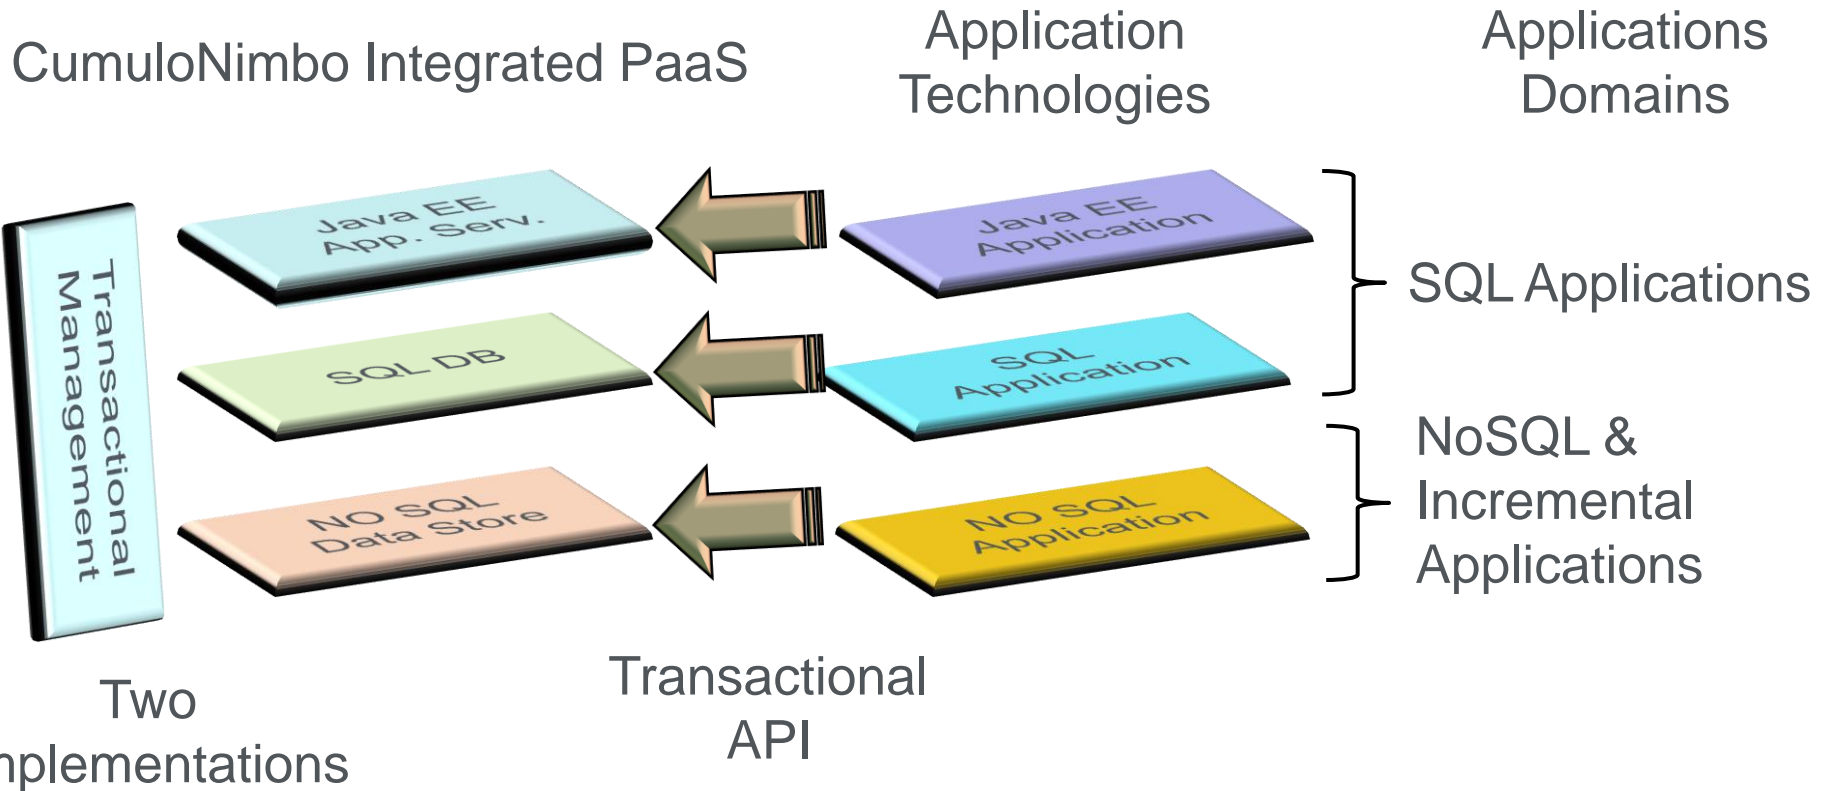 CumuloNimbo Integrated PaaS
Application
Technologies
Applications
Domains
Transactional
Management
Java EE
App. Serv.
Java EE
Application
SQL Applications
SQL DB
SQL
Application
NO SQL
Data Store
NO SQL
Application
NoSQL &
Incremental
Applications
Two
mplementations
Transactional
API